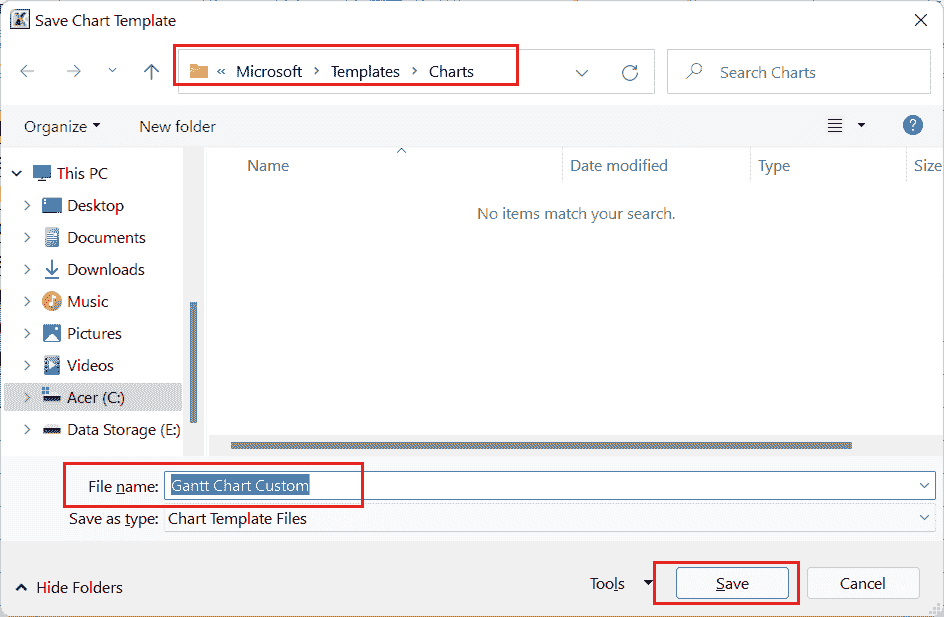 Save Chart Template
« Microsoft > Templates > Charts
Search Charts
Organize
New folder
?
Name
Date modified
Type
Size
No items match your search.
This PC
Desktop
Documents
Downloads
Music
Pictures
Videos
Acer (C:)
Data Storage (E:)
File name: Gantt Chart Custom
Save as type: Chart Template Files
Hide Folders
Tools
Save
Cancel